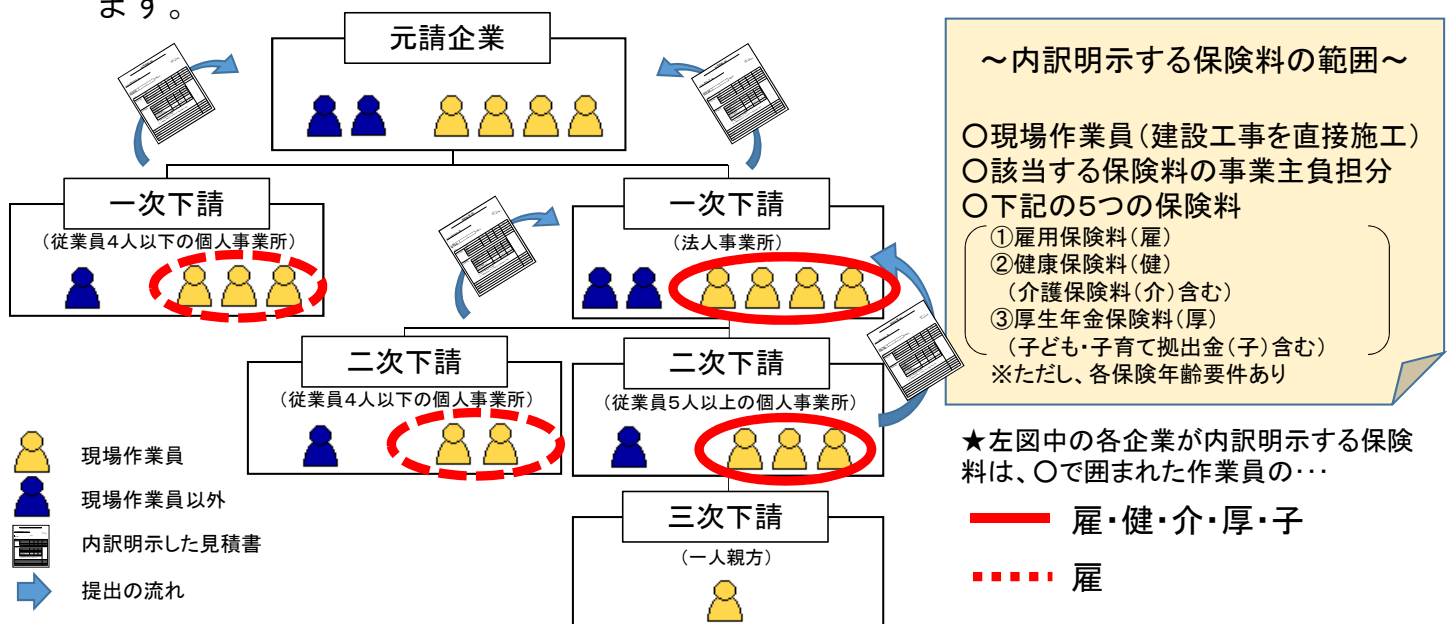 ます。
元請企業
一次下請
(従業員4人以下の個人事業所)
一次下請
(法人事業所)
二次下請
(従業員4人以下の個人事業所)
二次下請
(従業員5人以上の個人事業所)
三次下請
(一人親方)
現場作業員
現場作業員以外
内訳明示した見積書
提出の流れ
～内訳明示する保険料の範囲～
○現場作業員(建設工事を直接施工)
○該当する保険料の事業主負担分
○下記の5つの保険料
①雇用保険料(雇)
②健康保険料(健)
(介護保険料(介)含む)
③厚生年金保険料(厚)
(子ども・子育て拠出金(子)含む)
※ただし、各保険年齢要件あり
★左図中の各企業が内訳明示する保険
料は、○で囲まれた作業員の…
雇・健・介・厚・子
雇